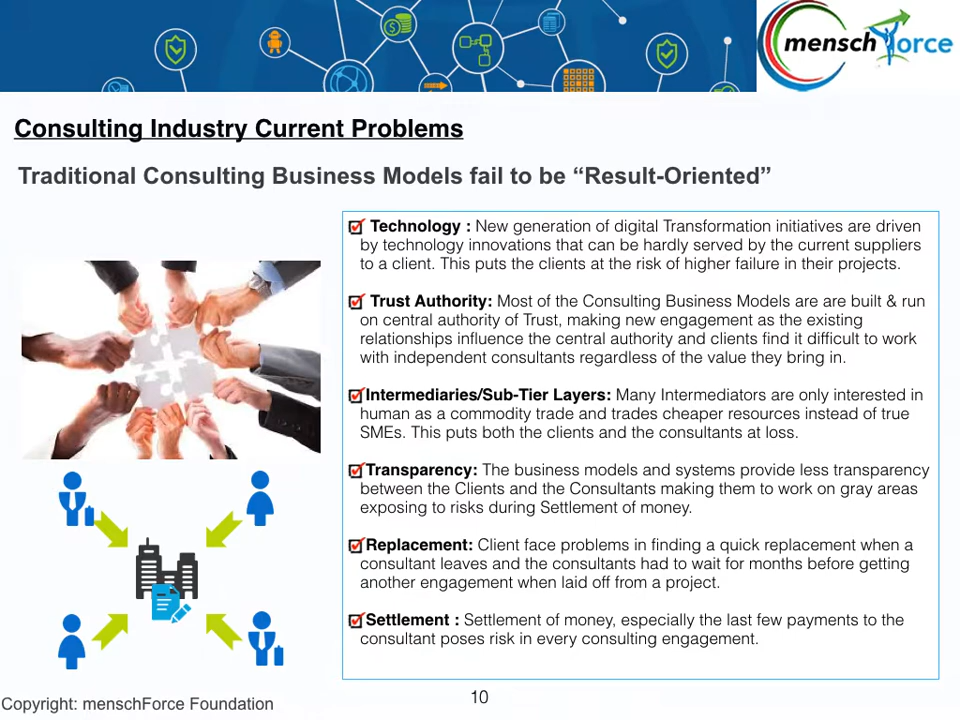 mensch Force
Consulting Industry Current Problems
Traditional Consulting Business Models fail to be “Result-Oriented”
Technology : New generation of digital Transformation initiatives are driven
by technology innovations that can be hardly served by the current suppliers
to a client. This puts the clients at the risk of higher failure in their projects.
Trust Authority: Most of the Consulting Business Models are are built & run
on central authority of Trust, making new engagement as the existing
relationships influence the central authority and clients find it difficult to work
with independent consultants regardless of the value they bring in.
Intermediaries/Sub-Tier Layers: Many Intermediators are only interested in
human as a commodity trade and trades cheaper resources instead of true
SMEs. This puts both the clients and the consultants at loss.
Transparency: The business models and systems provide less transparency
between the Clients and the Consultants making them to work on gray areas
exposing to risks during Settlement of money.
Replacement: Client face problems in finding a quick replacement when a
consultant leaves and the consultants had to wait for months before getting
another engagement when laid off from a project.
Settlement : Settlement of money, especially the last few payments to the
consultant poses risk in every consulting engagement.
Copyright: menschForce Foundation
10